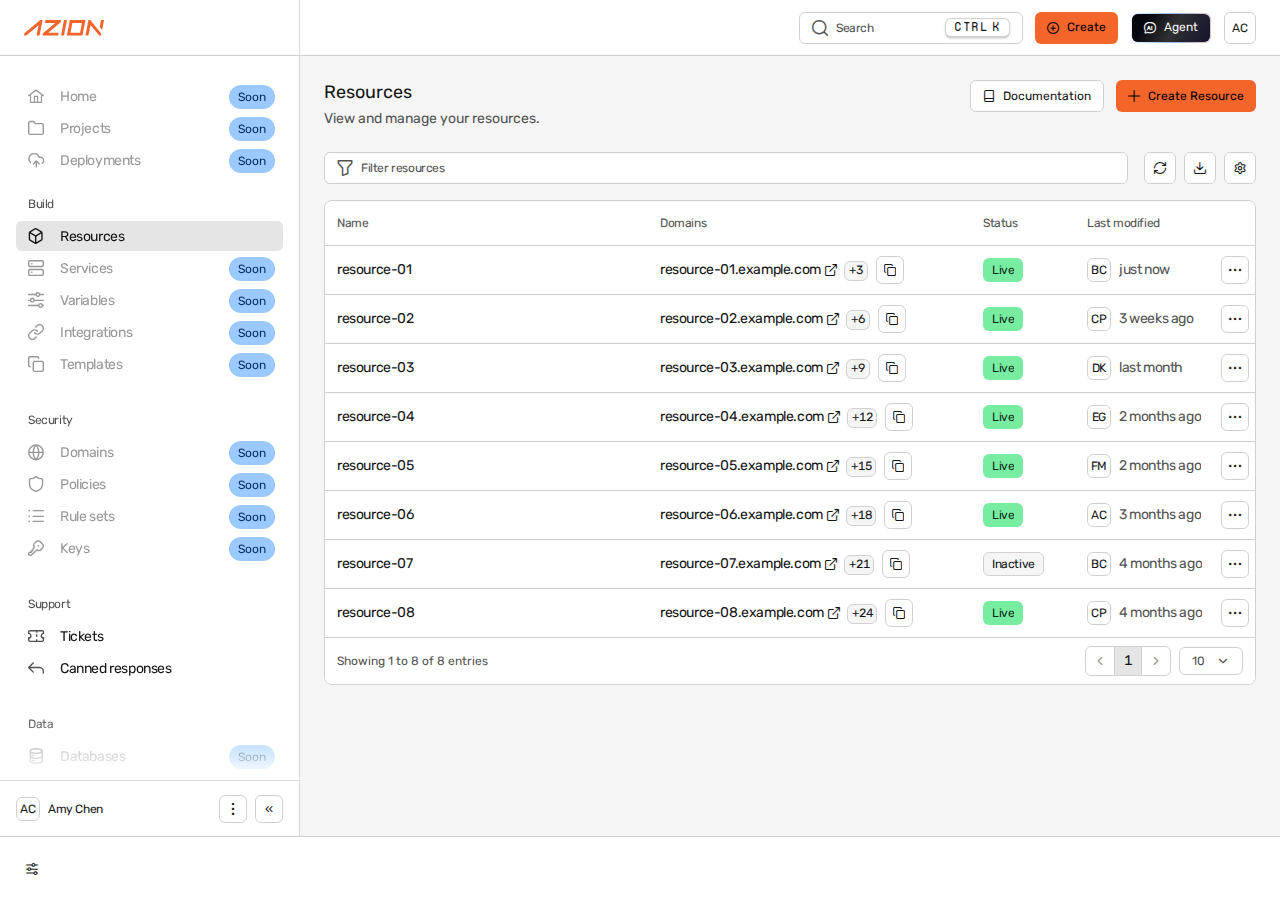 AZION
Search CTRL K
Create
AI Agent
AC
Home Soon
Projects Soon
Deployments Soon
Build
Resources
Services Soon
Variables Soon
Integrations Soon
Templates Soon
Security
Domains Soon
Policies Soon
Rule sets Soon
Keys Soon
Support
Tickets
Canned responses
Data
Databases Soon
AC Amy Chen
Resources
View and manage your resources.
Documentation
Create Resource
Filter resources
Name Domains Status Last modified
resource-01 resource-01.example.com +3 Live BC just now
resource-02 resource-02.example.com +6 Live CP 3 weeks ago
resource-03 resource-03.example.com +9 Live DK last month
resource-04 resource-04.example.com +12 Live EG 2 months ago
resource-05 resource-05.example.com +15 Live FM 2 months ago
resource-06 resource-06.example.com +18 Live AC 3 months ago
resource-07 resource-07.example.com +21 Inactive BC 4 months ago
resource-08 resource-08.example.com +24 Live CP 4 months ago
Showing 1 to 8 of 8 entries
1
10